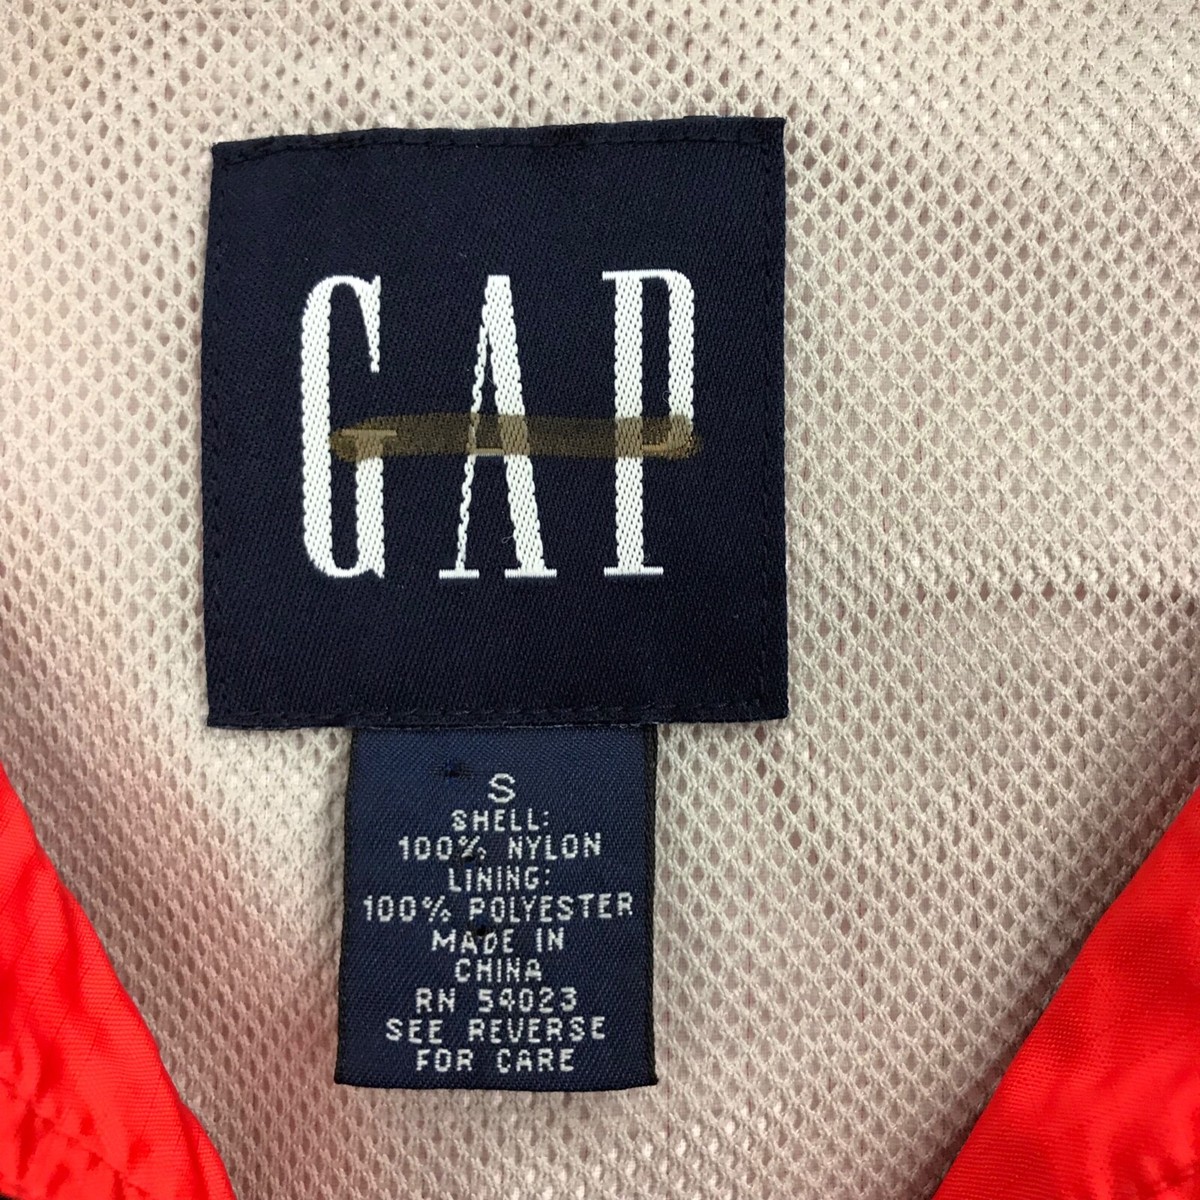 GAP
S
SHELL:
100% NYLON
LINING:
100% POLYESTER
MADE IN
CHINA
RN 54023
SEE REVERSE
FOR CARE